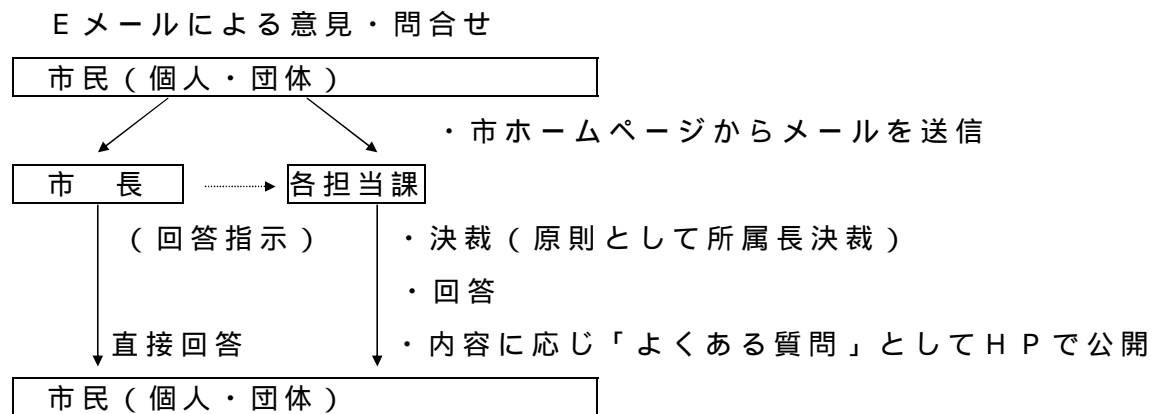 Ｅメールによる意見・問合せ
市民（個人・団体）
・市ホームページからメールを送信
市　長　各担当課
（回答指示）　・決裁（原則として所属長決裁）
・回答
直接回答　・内容に応じ「よくある質問」としてＨＰで公開
市民（個人・団体）